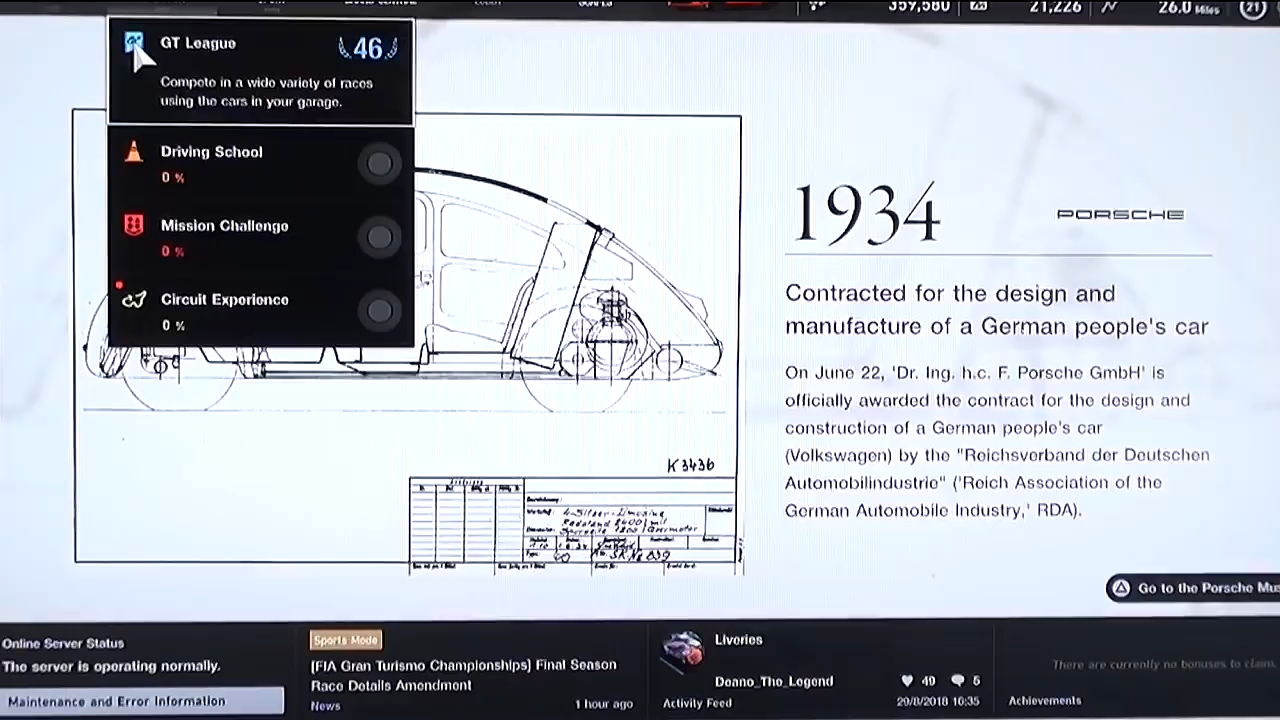 359,580
21,226
26.0 Miles
21
GT League
46
Compete in a wide variety of races
using the cars in your garage.
Driving School
0 %
Mission Challenge
0 %
Circuit Experience
0 %
1934
PORSCHE
Contracted for the design and
manufacture of a German people's car
On June 22, 'Dr. Ing. h.c. F. Porsche GmbH' is
officially awarded the contract for the design and
construction of a German people's car
(Volkswagen) by the "Reichsverband der Deutschen
Automobilindustrie" ('Reich Association of the
German Automobile Industry,' RDA).
K 3436
Go to the Porsche Mus
Online Server Status
The server is operating normally.
Maintenance and Error Information
Sports Mode
[FIA Gran Turismo Championships] Final Season
Race Details Amendment
News
1 hour ago
Liveries
Deano_The_Legend
49
5
Activity Feed
29/8/2018 16:35
There are currently no bonuses to claim.
Achievements